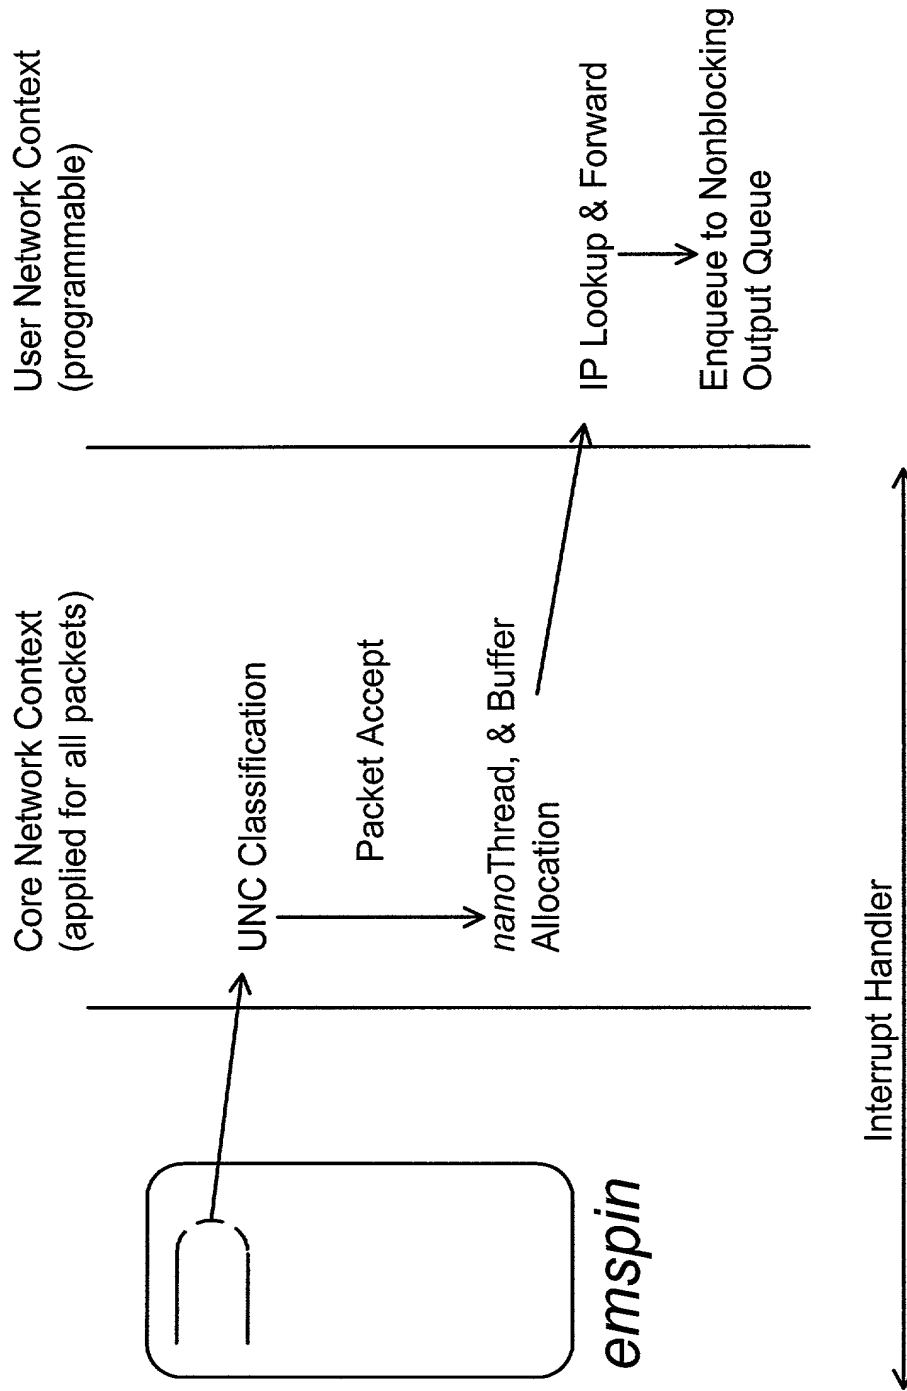 Core Network Context
(applied for all packets)
User Network Context
(programmable)
UNC Classification
Packet Accept
nanoThread, & Buffer
Allocation
IP Lookup & Forward
Enqueue to Nonblocking
Output Queue
emspin
Interrupt Handler